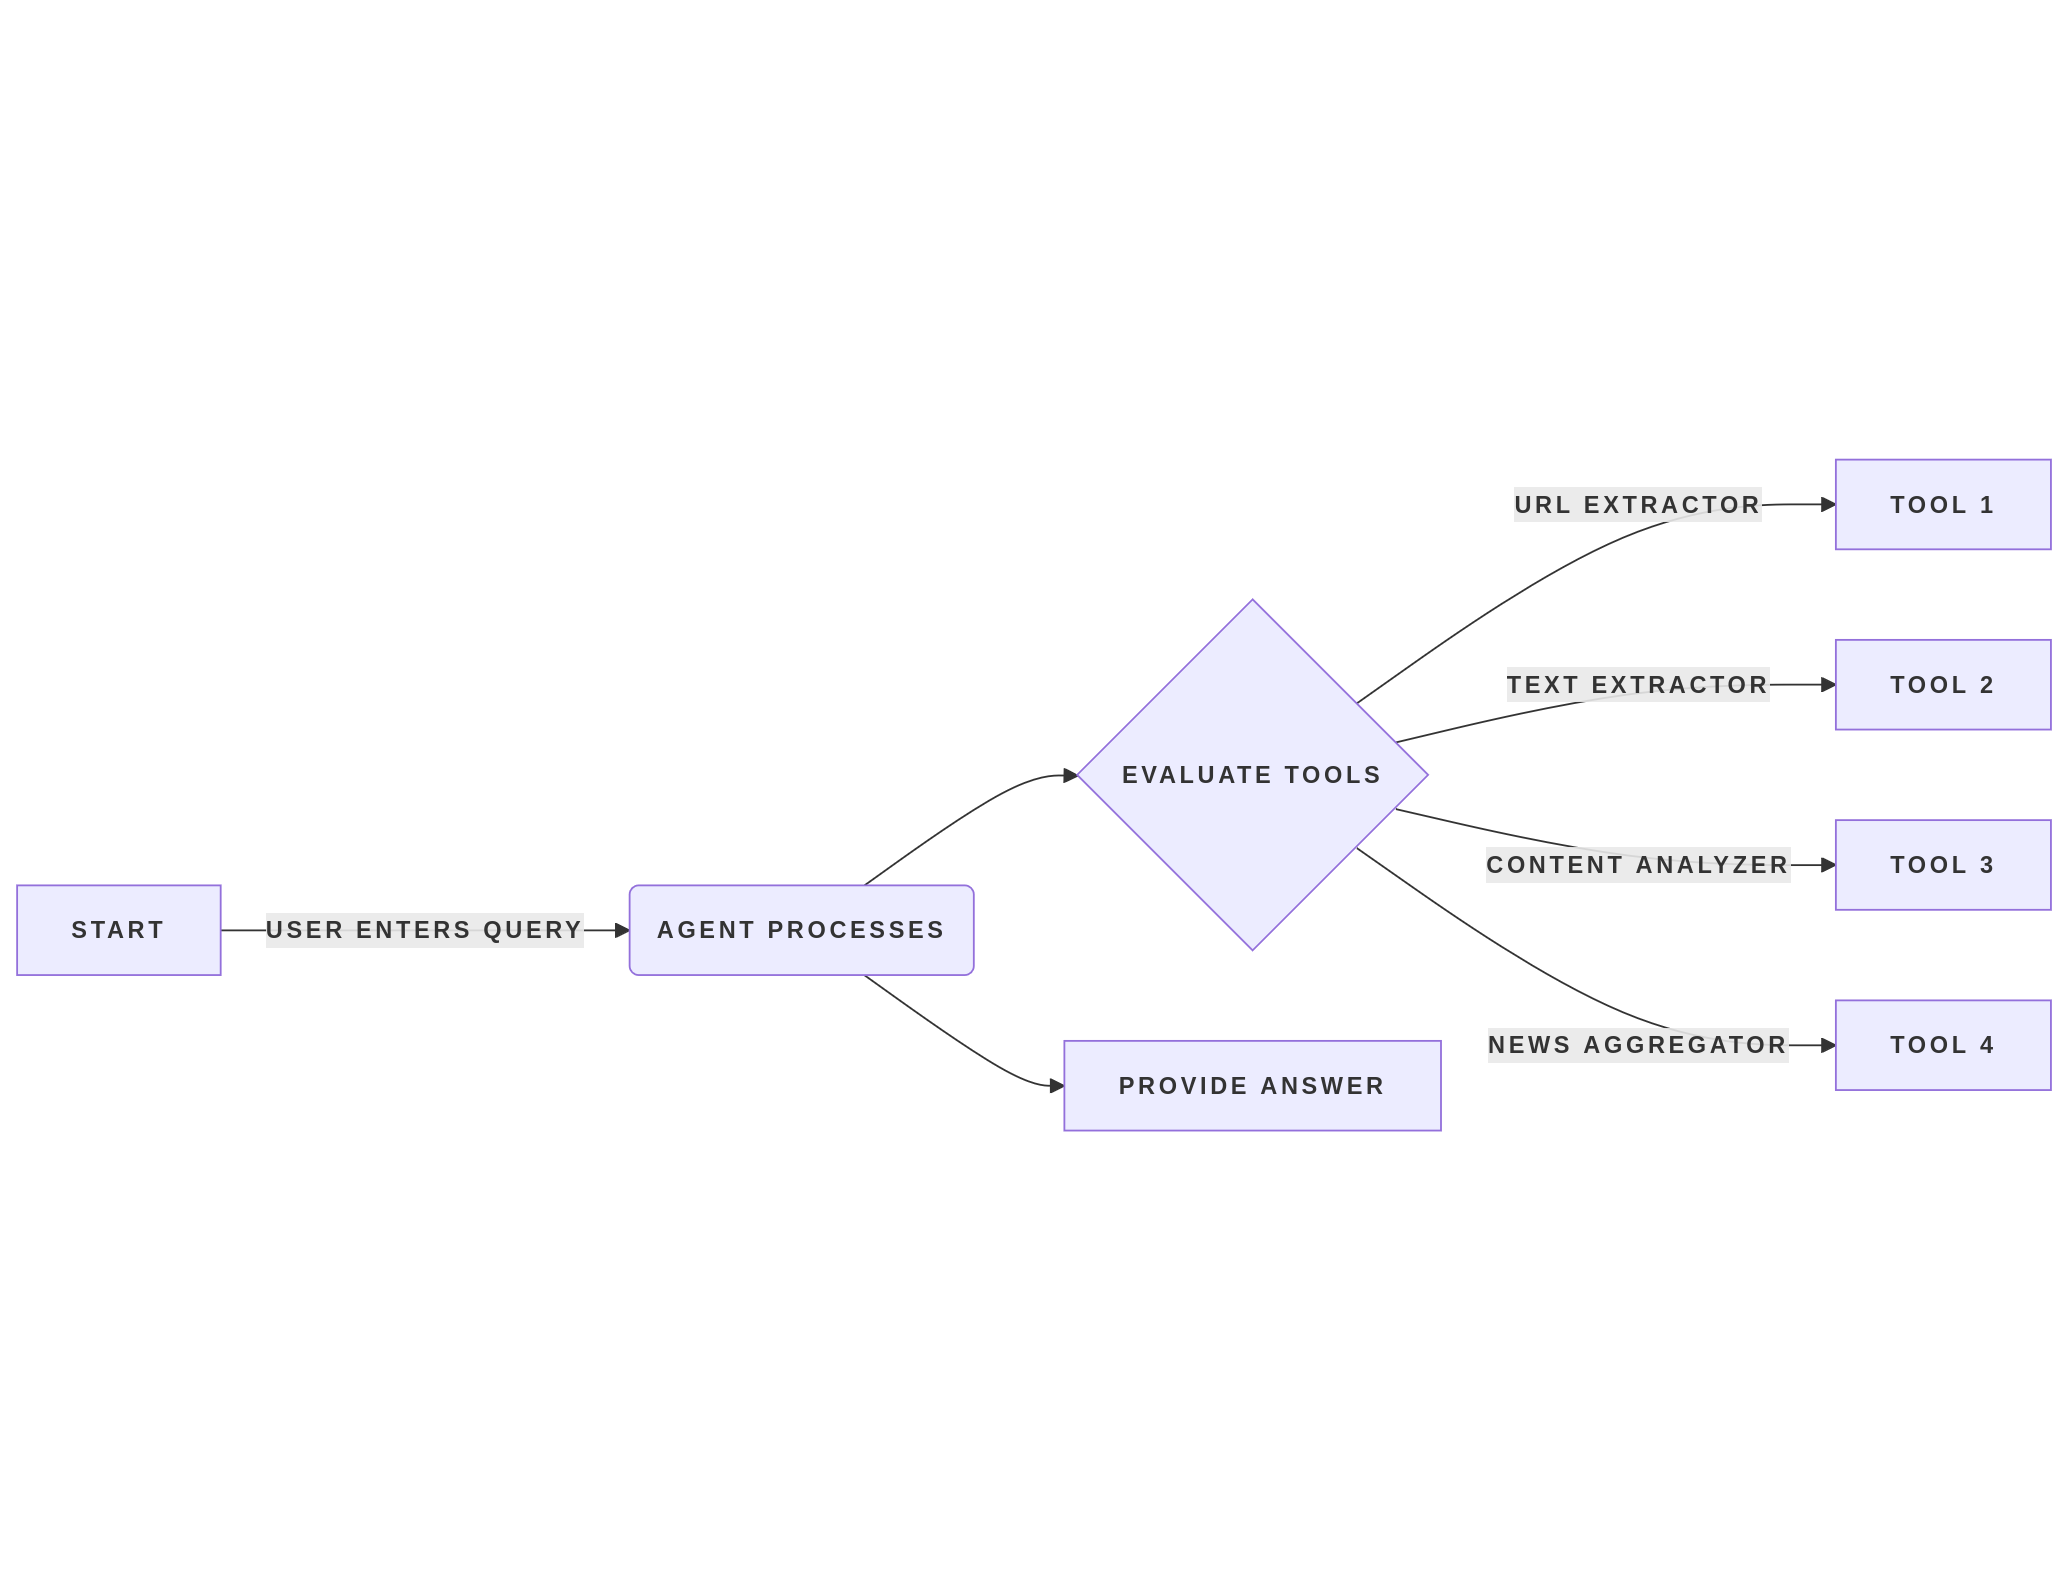 START
USER ENTERS QUERY
AGENT PROCESSES
EVALUATE TOOLS
PROVIDE ANSWER
URL EXTRACTOR
TOOL 1
TEXT EXTRACTOR
TOOL 2
CONTENT ANALYZER
TOOL 3
NEWS AGGREGATOR
TOOL 4